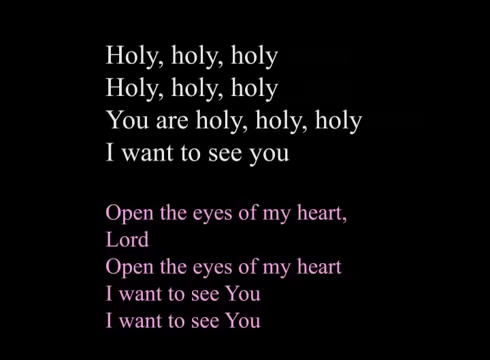 Holy, holy, holy
Holy, holy, holy
You are holy, holy, holy
I want to see you
Open the eyes of my heart,
Lord
Open the eyes of my heart
I want to see You
I want to see You